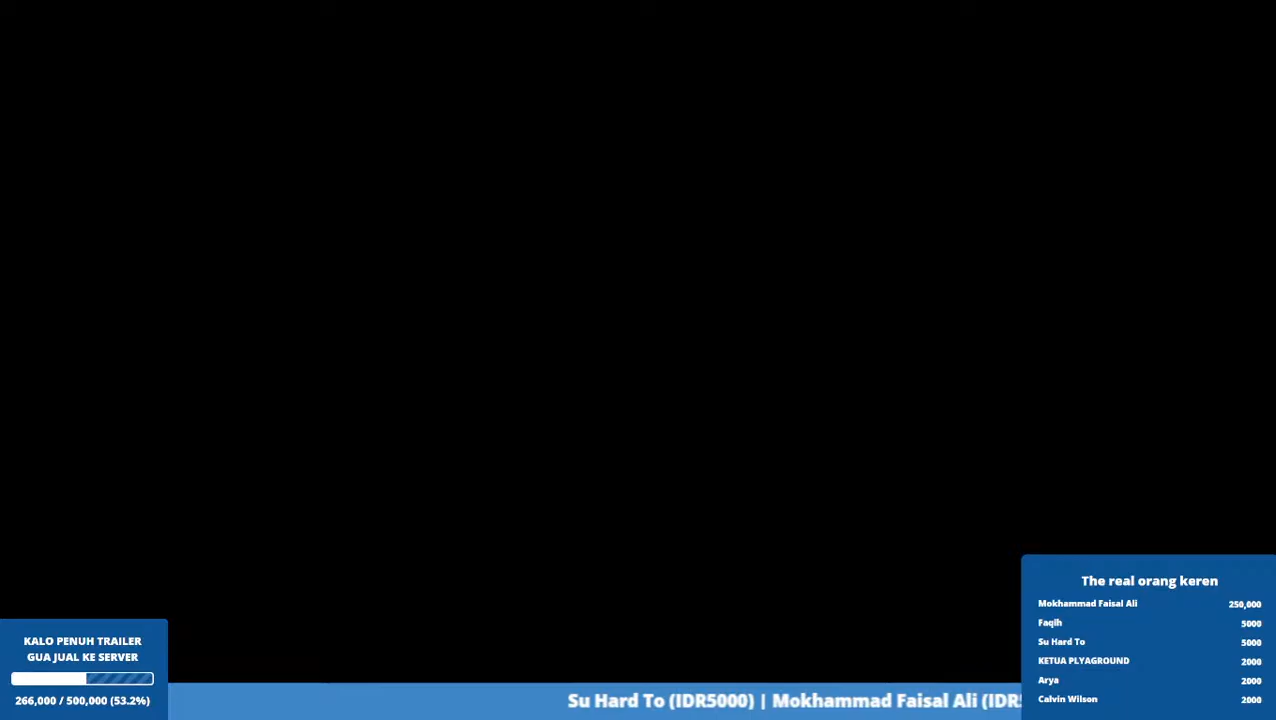 The real orang keren
Mokhammad Faisal Ali 250,000
Faqih 5000
Su Hard To 5000
KETUA PLYAGROUND 2000
Arya 2000
Calvin Wilson 2000
KALO PENUH TRAILER
GUA JUAL KE SERVER
266,000 / 500,000 (53.2%)
Su Hard To (IDR5000) | Mokhammad Faisal Ali (IDR5